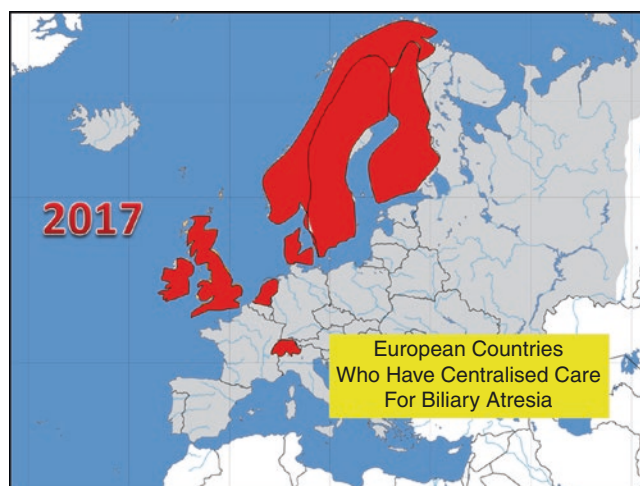 2017
European Countries
Who Have Centralised Care
For Biliary Atresia